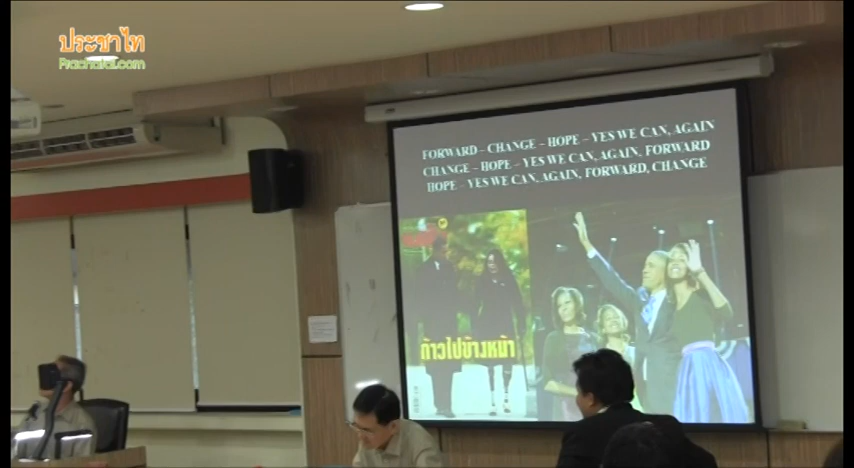 ประชาไท
Prachatai.com
FORWARD – CHANGE – HOPE – YES WE CAN, AGAIN
CHANGE – HOPE – YES WE CAN, AGAIN, FORWARD
HOPE – YES WE CAN, AGAIN, FORWARD, CHANGE
ก้าวไปข้างหน้า